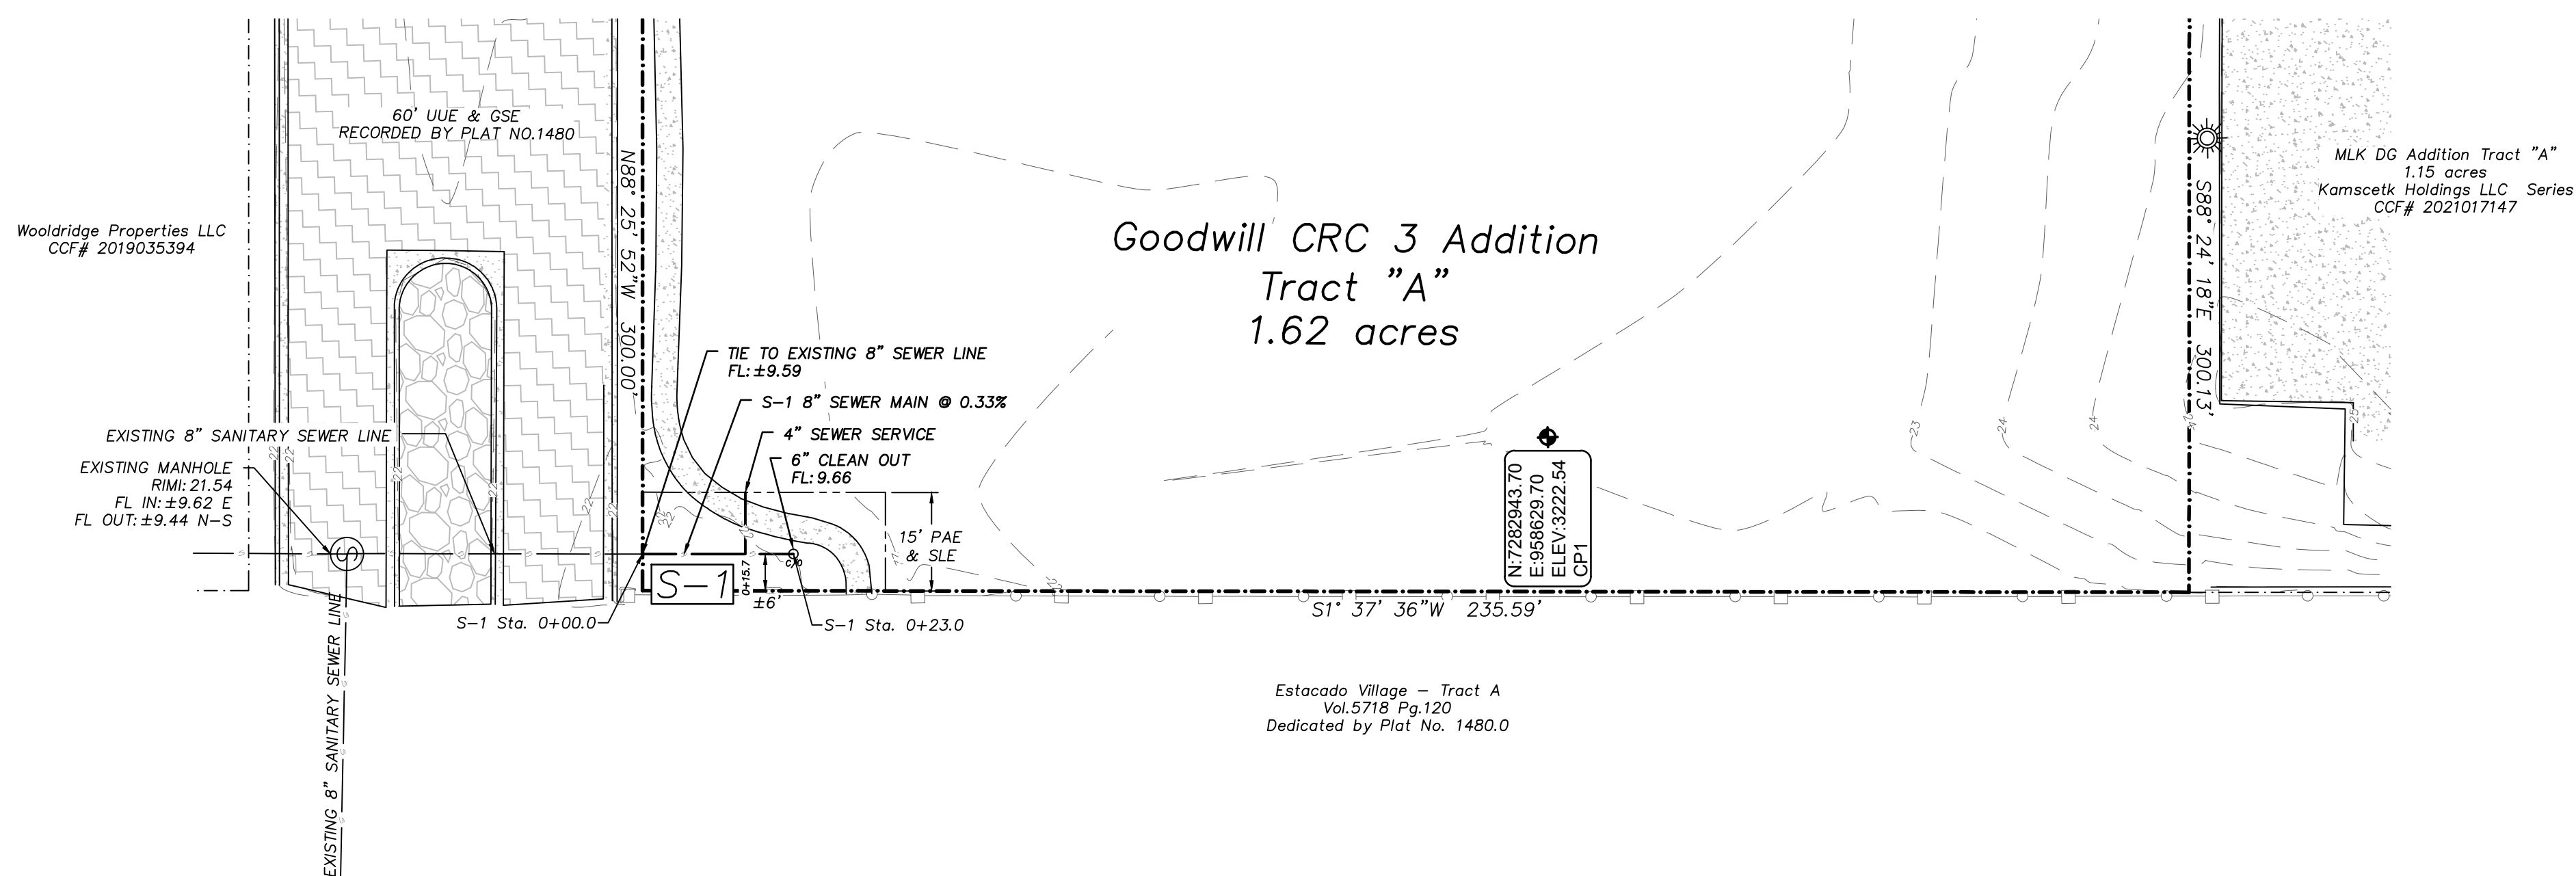 60' UUE & GSE
RECORDED BY PLAT NO.1480
Wooldridge Properties LLC
CCF# 2019035394
N88° 25' 52"W 300.00'
Goodwill CRC 3 Addition
Tract "A"
1.62 acres
MLK DG Addition Tract "A"
1.15 acres
Kamscetk Holdings LLC Series
CCF# 2021017147
S88° 24' 18"E 300.13'
TIE TO EXISTING 8" SEWER LINE
FL: ±9.59
S-1 8" SEWER MAIN @ 0.33%
4" SEWER SERVICE
6" CLEAN OUT
FL: 9.66
EXISTING 8" SANITARY SEWER LINE
EXISTING MANHOLE
RIMI: 21.54
FL IN: ±9.62 E
FL OUT: ±9.44 N-S
S
15' PAE
& SLE
c/o
0+15.7
±6'
S-1
S-1 Sta. 0+00.0
S-1 Sta. 0+23.0
N:7282943.70
E:958629.70
ELEV:3222.54
CP1
S1° 37' 36"W 235.59'
EXISTING 8" SANITARY SEWER LINE
Estacado Village - Tract A
Vol.5718 Pg.120
Dedicated by Plat No. 1480.0
22
22
22
22
22
22
23
24
24
25